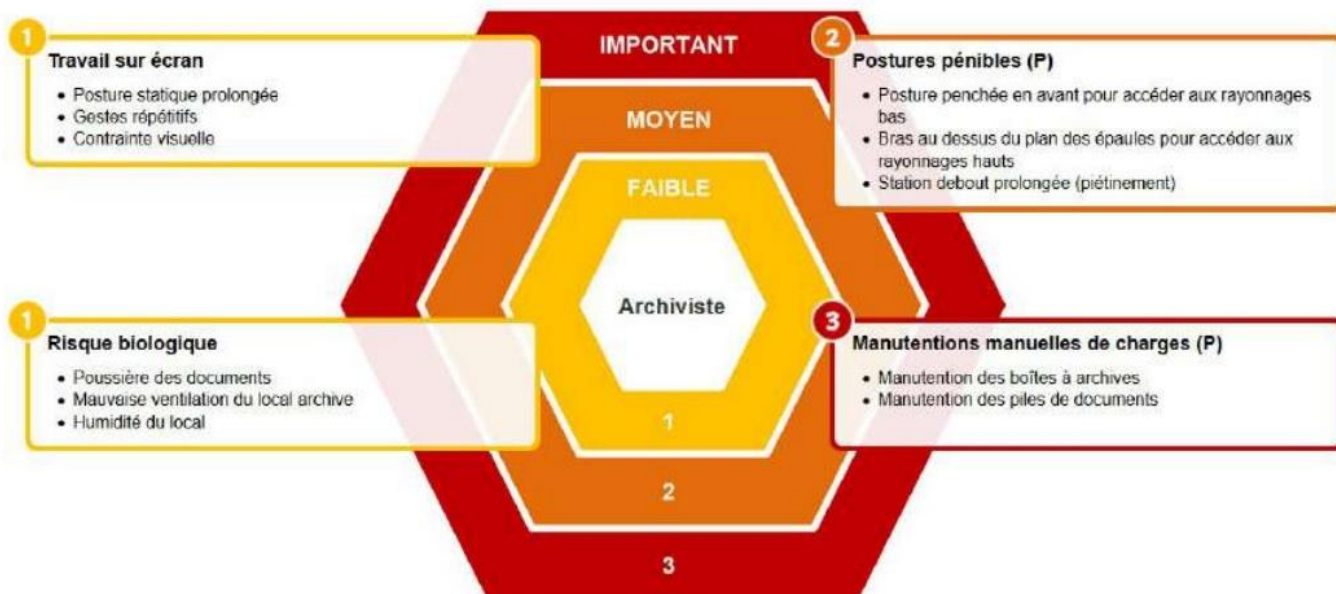 1
Travail sur écran
• Posture statique prolongée
• Gestes répétitifs
• Contrainte visuelle
IMPORTANT
MOYEN
FAIBLE
Archiviste
1
2
3
2
Postures pénibles (P)
• Posture penchée en avant pour accéder aux rayonnages
bas
• Bras au dessus du plan des épaules pour accéder aux
rayonnages hauts
• Station debout prolongée (piétinement)
1
Risque biologique
• Poussière des documents
• Mauvaise ventilation du local archive
• Humidité du local
3
Manutentions manuelles de charges (P)
• Manutention des boîtes à archives
• Manutention des piles de documents